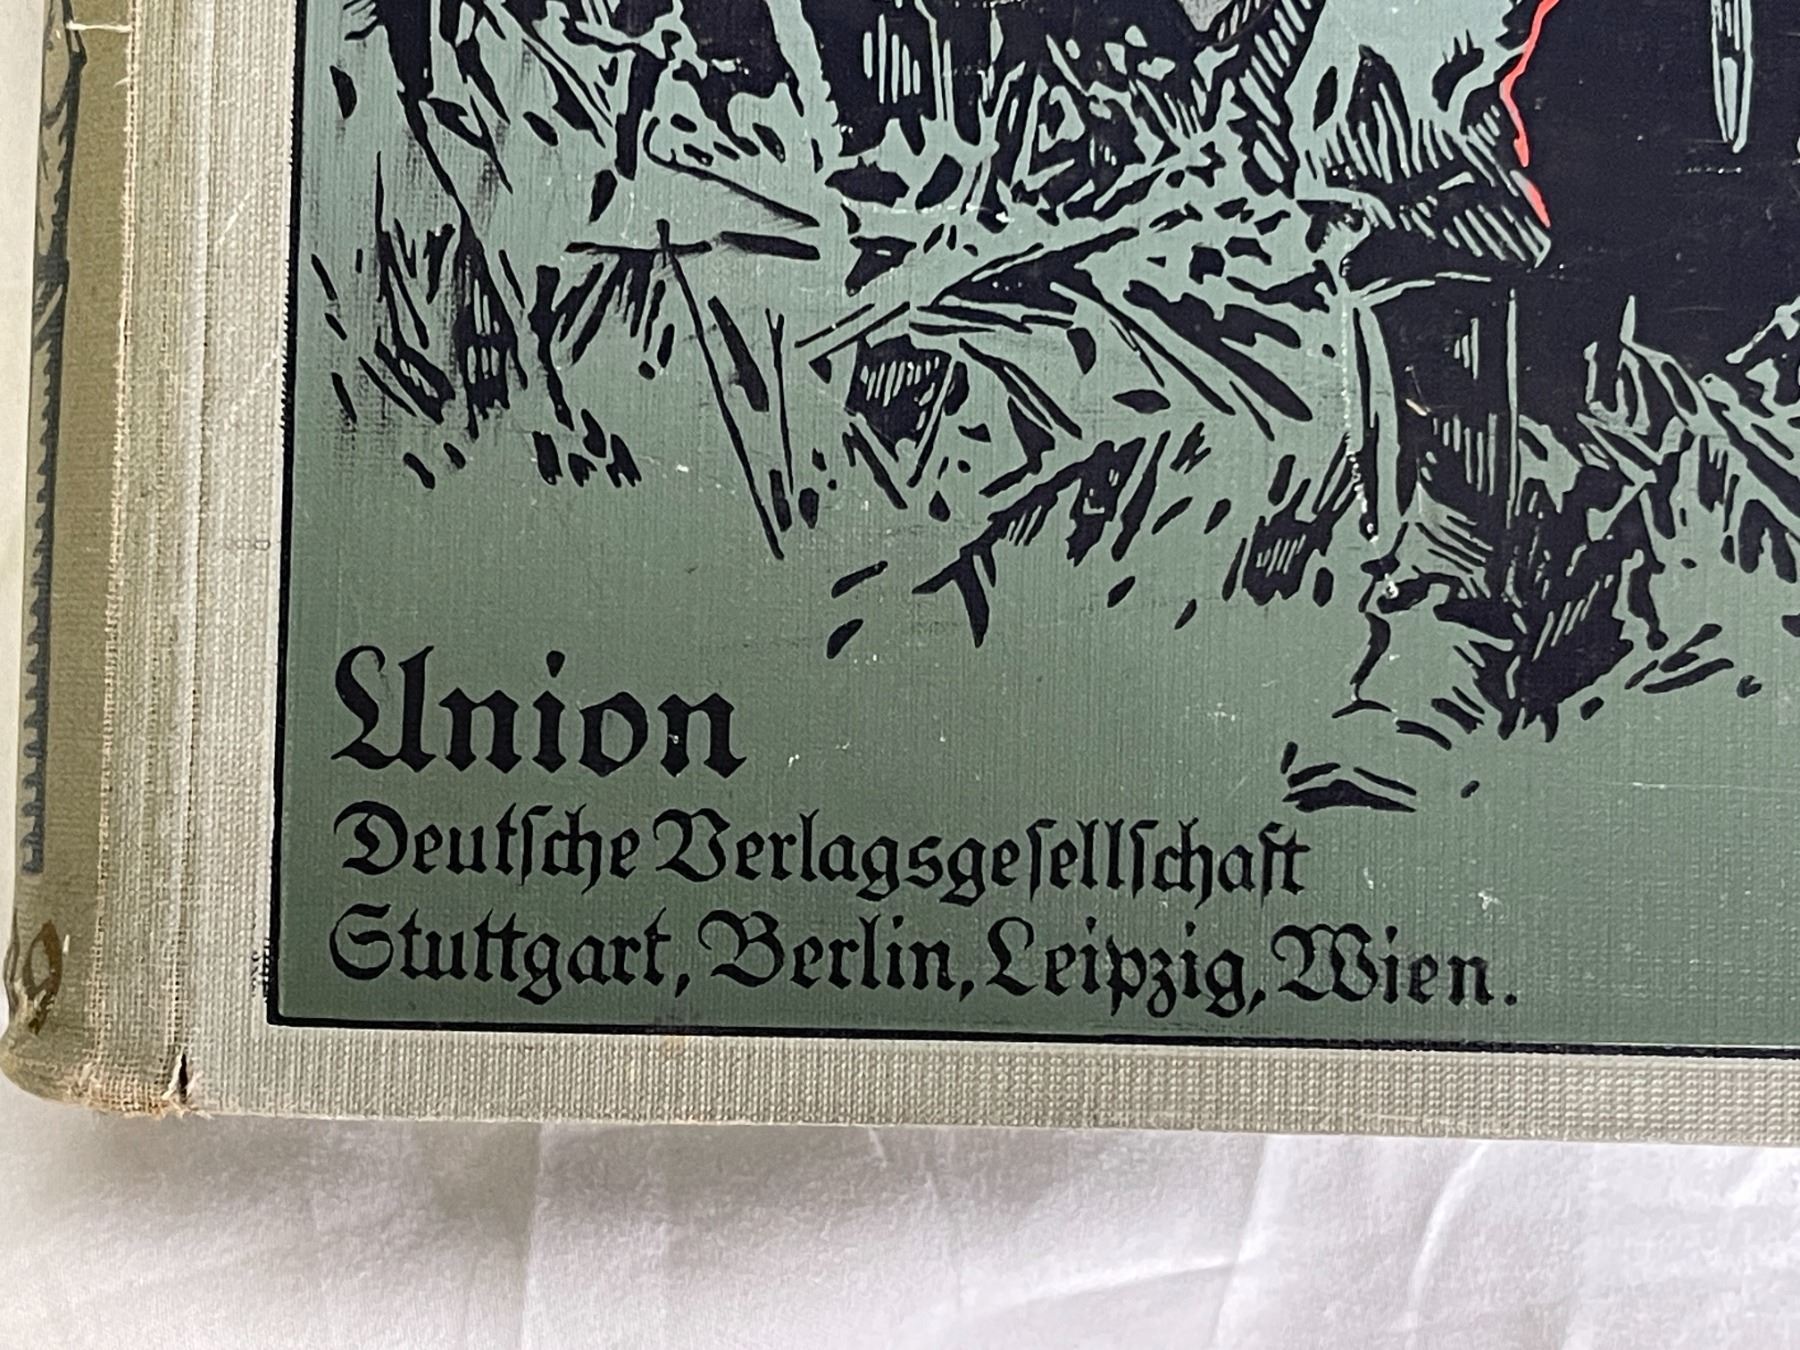 Union
Deutſche Verlagsgeſellſchaft
Stuttgart, Berlin, Leipzig, Wien.